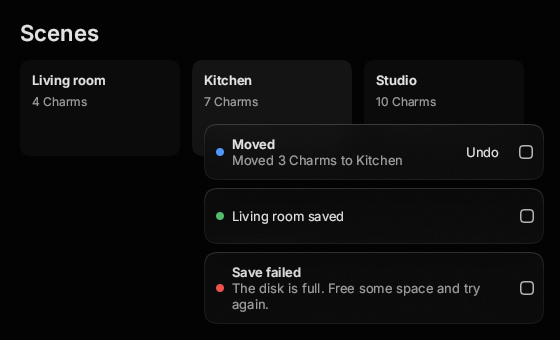 Scenes
Living room
4 Charms
Kitchen
7 Charms
Studio
10 Charms
Moved
Moved 3 Charms to Kitchen
Undo
Living room saved
Save failed
The disk is full. Free some space and try
again.